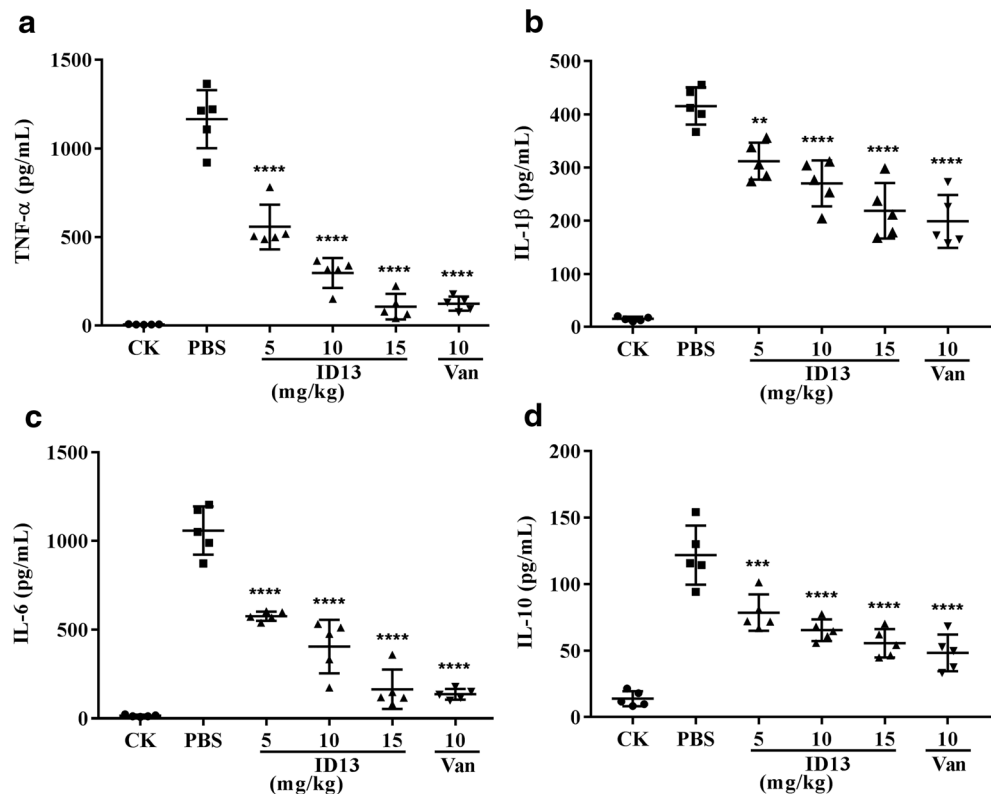 a
1500
1000
500
0
TNF-α (pg/mL)
****
****
****
****
CK PBS 5 10 15 10
ID13 Van
(mg/kg)
b
500
400
300
200
100
0
IL-1β (pg/mL)
**
****
****
****
CK PBS 5 10 15 10
ID13 Van
(mg/kg)
c
1500
1000
500
0
IL-6 (pg/mL)
****
****
****
****
CK PBS 5 10 15 10
ID13 Van
(mg/kg)
d
200
150
100
50
0
IL-10 (pg/mL)
***
****
****
****
CK PBS 5 10 15 10
ID13 Van
(mg/kg)